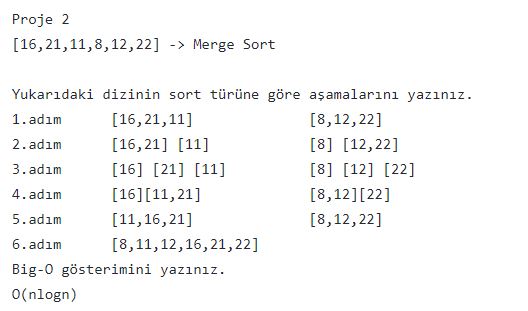 Proje 2
[16,21,11,8,12,22] -> Merge Sort
Yukarıdaki dizinin sort türüne göre aşamalarını yazınız.
1.adım [16,21,11] [8,12,22]
2.adım [16,21] [11] [8] [12,22]
3.adım [16] [21] [11] [8] [12] [22]
4.adım [16][11,21] [8,12][22]
5.adım [11,16,21] [8,12,22]
6.adım [8,11,12,16,21,22]
Big-O gösterimini yazınız.
O(nlogn)